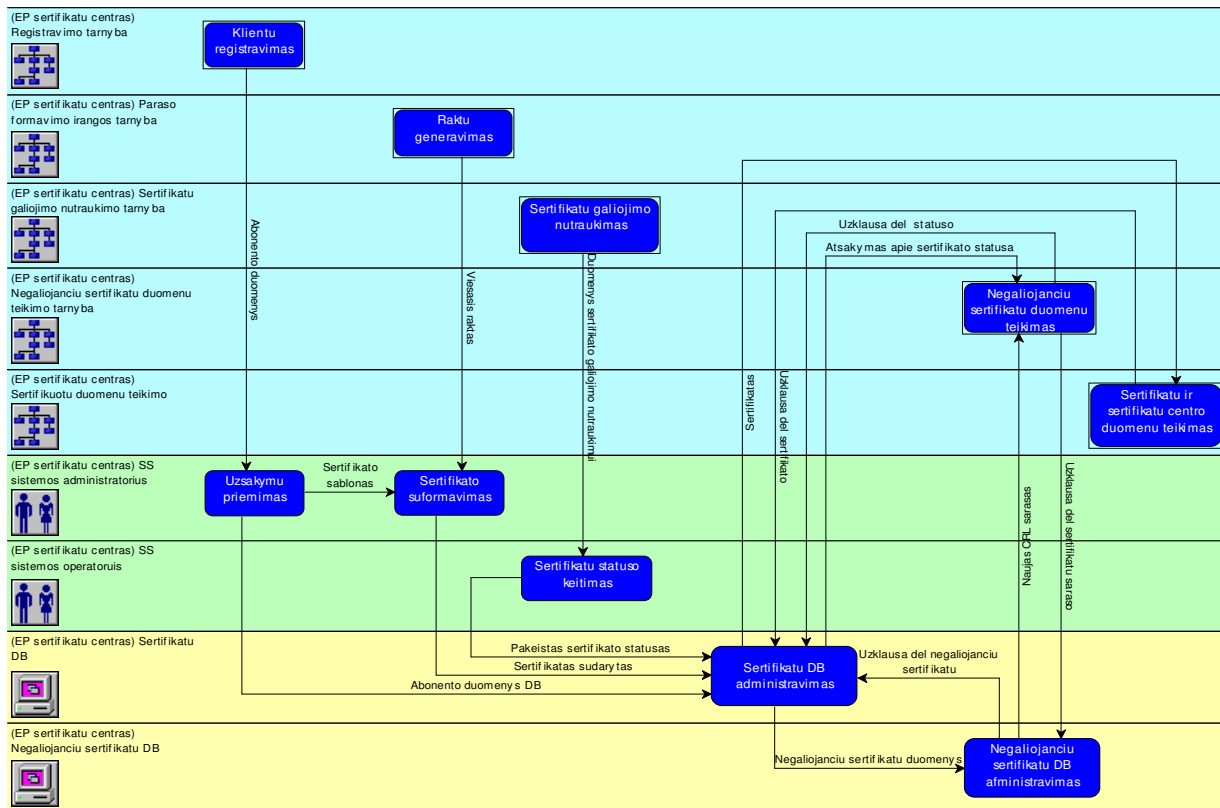 (EP sertifikatu centras)
Registravimo tarnyba
Klientu
registravimas
(EP sertifikatu centras) Paraso
formavimo irangos tarnyba
Raktu
generavimas
(EP sertifikatu centras) Sertifikatu
galiojimo nutraukimo tarnyba
Sertifikatu galiojimo
nutraukimas
Uzklausa del statuso
Atsakymas apie sertifikato statusa
Abonento duomenys
Viesasis raktas
Duomenys sertifikato galiojimo nutraukimui
(EP sertifikatu centras)
Negaliojanciu sertifikatu duomenu
teikimo tarnyba
Negaliojanciu
sertifikatu duomenu
teikimas
(EP sertifikatu centras)
Sertifikuotu duomenu teikimo
Sertifikatas
Uzklausa del sertifikato
Sertifikatu ir
sertifikatu centro
duomenu teikimas
(EP sertifikatu centras) SS
sistemos administratorius
Uzsakymu
priemimas
Sertifikato
sablonas
Sertifikato
suformavimas
Naujas CRL sarasas
Uzklausa del sertifikatu saraso
(EP sertifikatu centras) SS
sistemos operatoruis
Sertifikatu statuso
keitimas
(EP sertifikatu centras) Sertifikatu
DB
Pakeistas sertifikato statusas
Sertifikatas sudarytas
Abonento duomenys DB
Sertifikatu DB
administravimas
Uzklausa del negaliojanciu
sertifikatu
(EP sertifikatu centras)
Negaliojanciu sertifikatu DB
Negaliojanciu sertifikatu duomenys
Negaliojanciu
sertifikatu DB
afministravimas